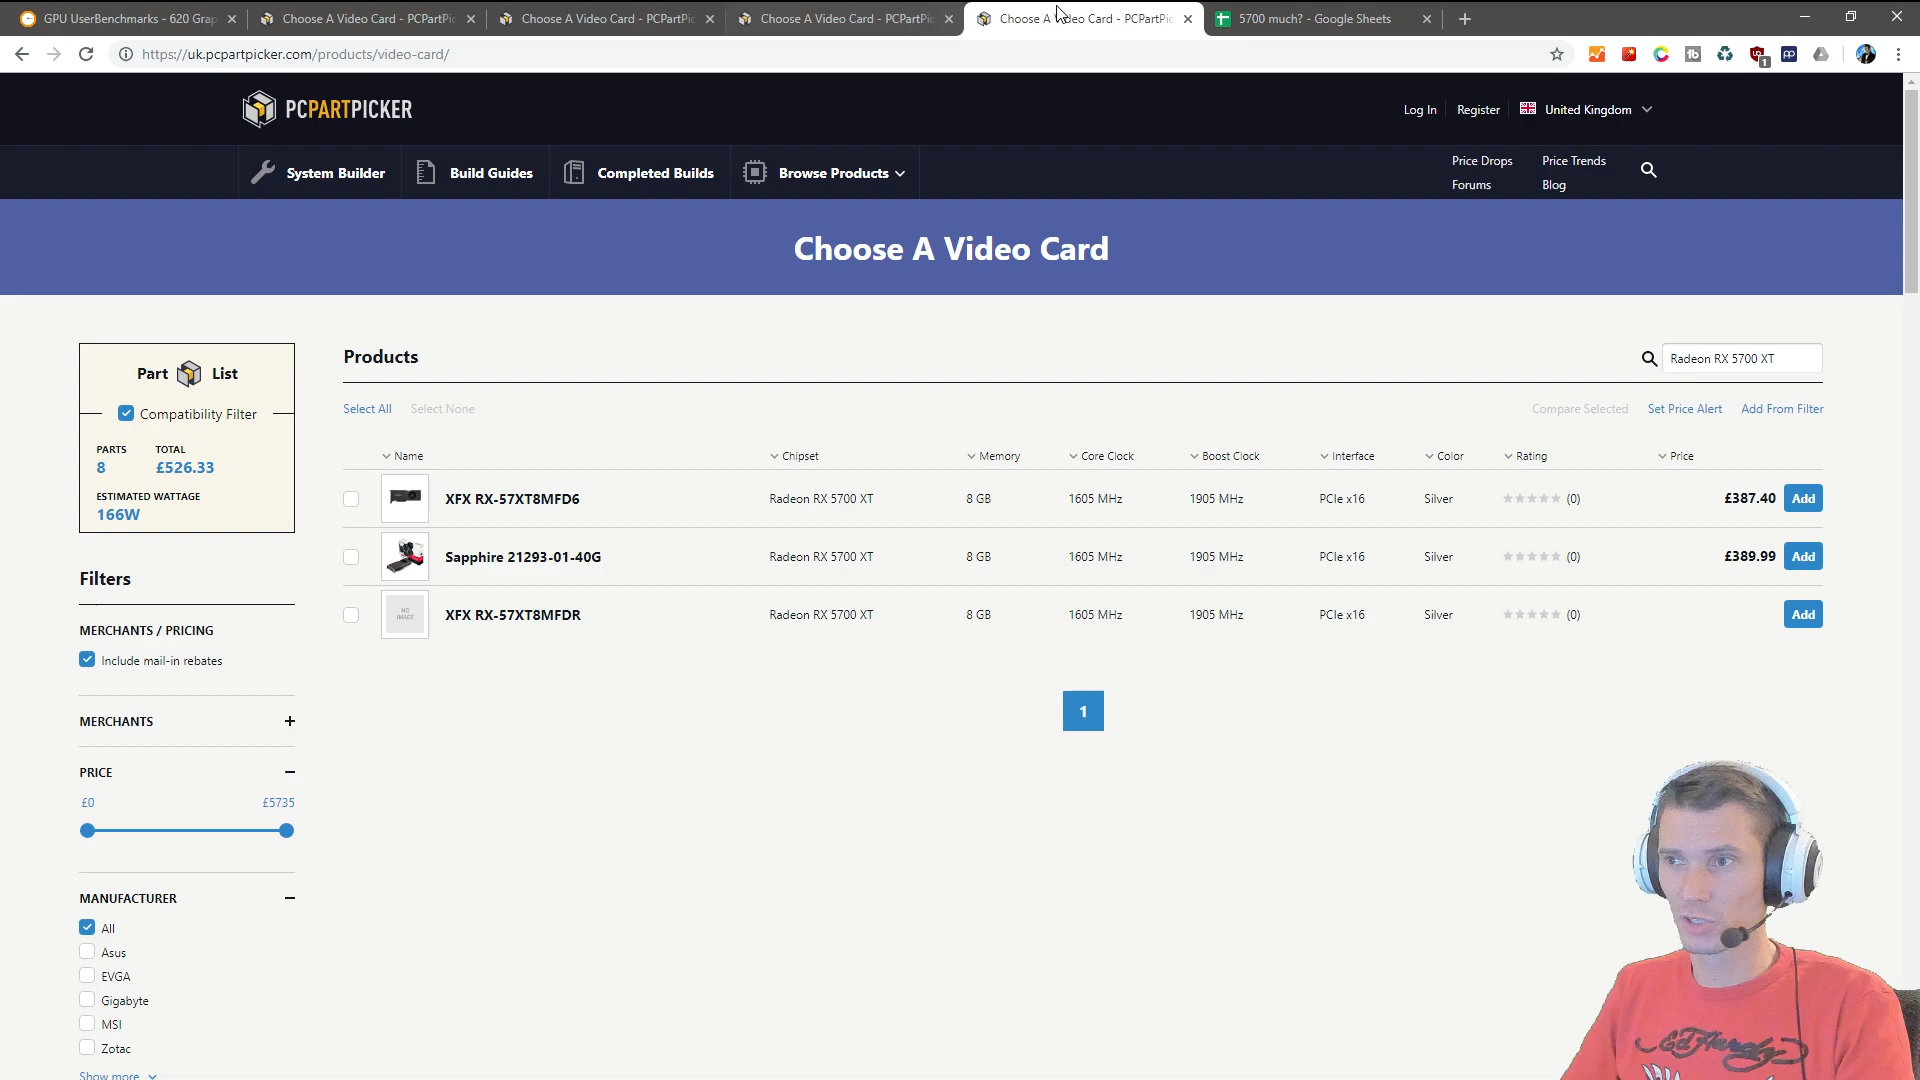 GPU UserBenchmarks - 620 Grap
Choose A Video Card - PCPartPic
Choose A Video Card - PCPartPic
Choose A Video Card - PCPartPic
Choose A Video Card - PCPartPic
5700 much? - Google Sheets
https://uk.pcpartpicker.com/products/video-card/
PCPARTPICKER
Log In
Register
United Kingdom
System Builder
Build Guides
Completed Builds
Browse Products
Price Drops
Price Trends
Forums
Blog
Choose A Video Card
Part List
Compatibility Filter
PARTS
TOTAL
8
£526.33
ESTIMATED WATTAGE
166W
Products
Radeon RX 5700 XT
Select All
Select None
Compare Selected
Set Price Alert
Add From Filter
Name Chipset Memory Core Clock Boost Clock Interface Color Rating Price
XFX RX-57XT8MFD6 Radeon RX 5700 XT 8 GB 1605 MHz 1905 MHz PCIe x16 Silver (0) £387.40 Add
Sapphire 21293-01-40G Radeon RX 5700 XT 8 GB 1605 MHz 1905 MHz PCIe x16 Silver (0) £389.99 Add
NO IMAGE
XFX RX-57XT8MFDR Radeon RX 5700 XT 8 GB 1605 MHz 1905 MHz PCIe x16 Silver (0) Add
1
Filters
MERCHANTS / PRICING
Include mail-in rebates
MERCHANTS
PRICE
£0
£5735
MANUFACTURER
All
Asus
EVGA
Gigabyte
MSI
Zotac
Show more
Ed Hardy